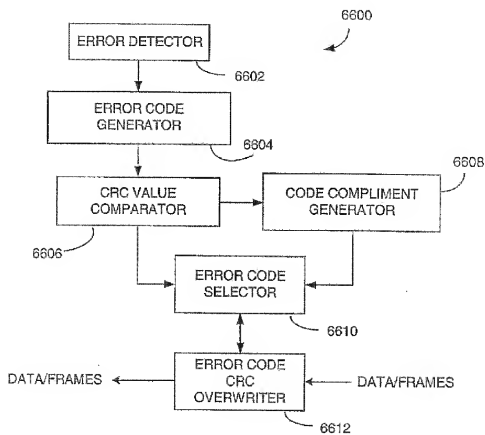 6600
ERROR DETECTOR
6602
ERROR CODE
GENERATOR
6604
CRC VALUE
COMPARATOR
6606
CODE COMPLIMENT
GENERATOR
6608
ERROR CODE
SELECTOR
6610
ERROR CODE
CRC
OVERWRITER
6612
DATA/FRAMES
DATA/FRAMES